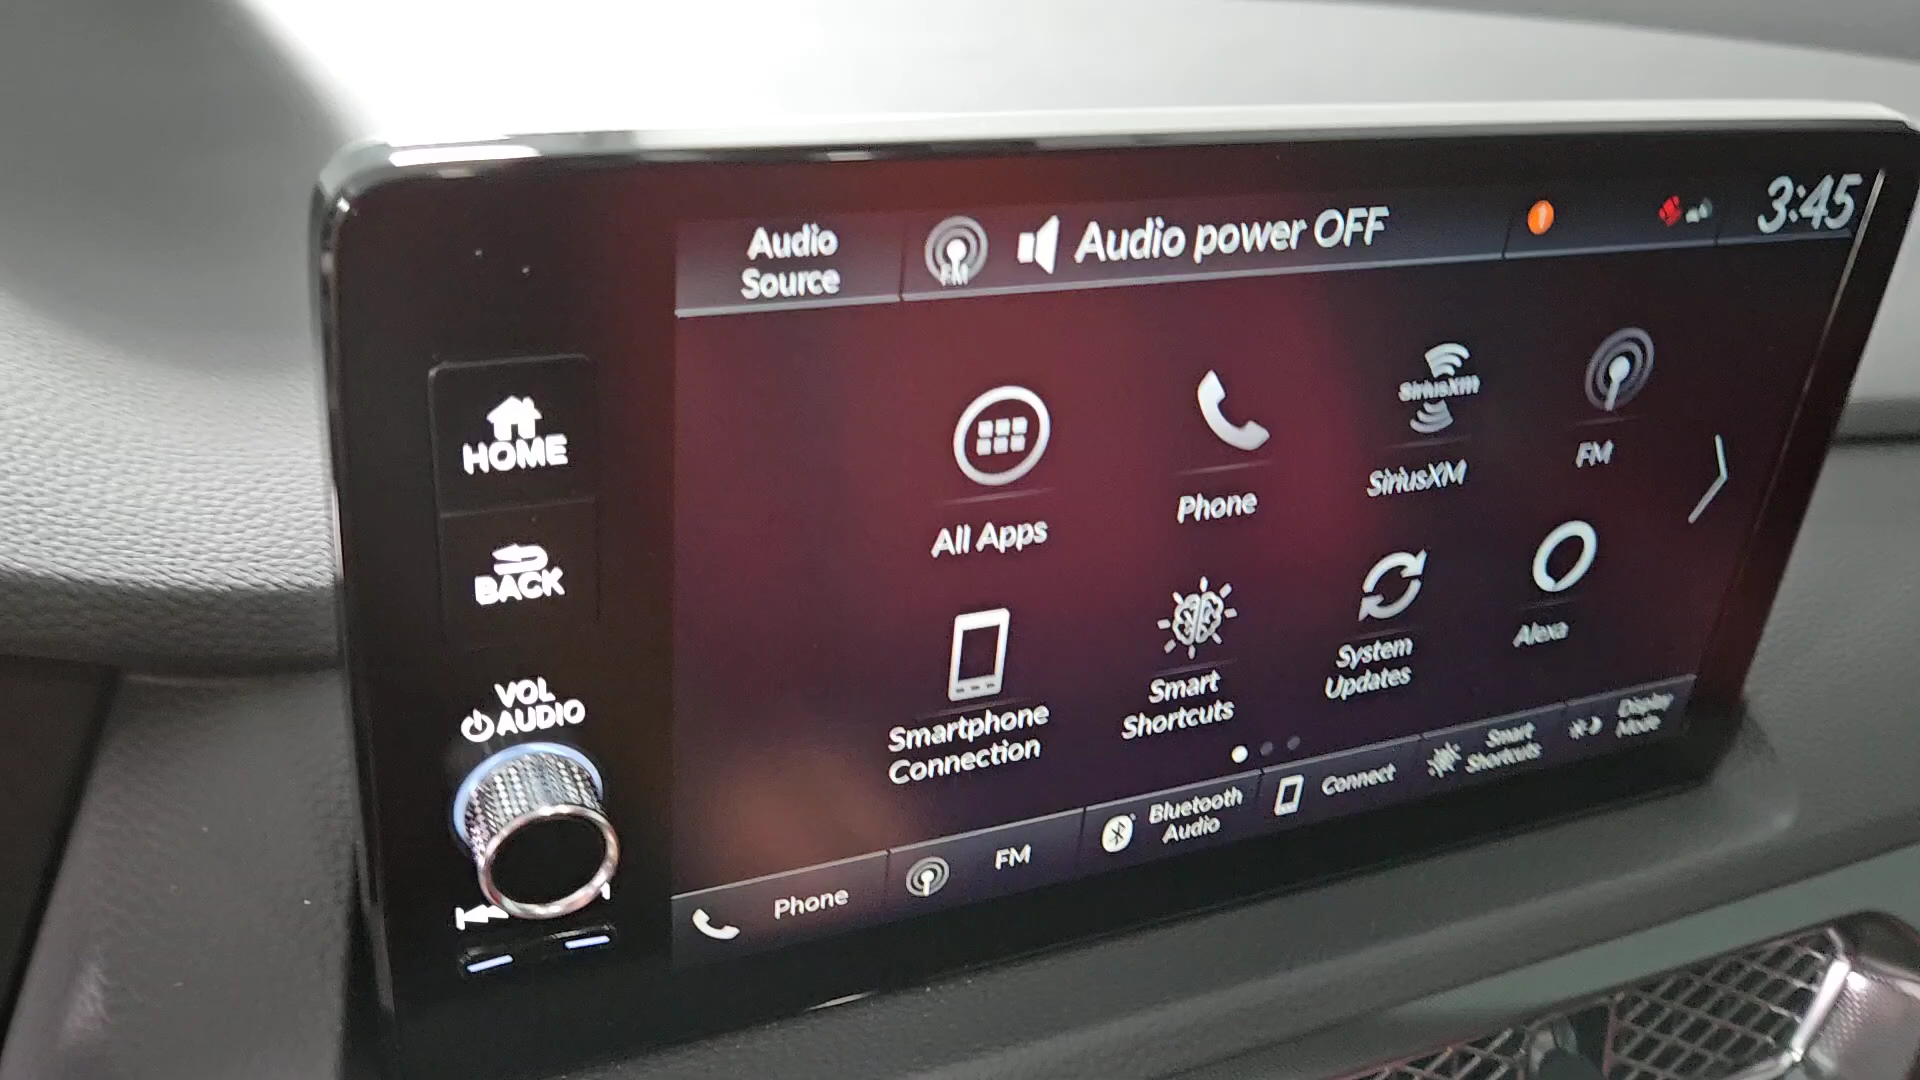 Audio
Source
FM
Audio power OFF
3:45
HOME
BACK
VOL
AUDIO
All Apps
Phone
SiriusXM
SiriusXM
FM
Smartphone
Connection
Smart
Shortcuts
System
Updates
Alexa
Phone
FM
Bluetooth
Audio
Connect
Smart
Shortcuts
Display
Mode